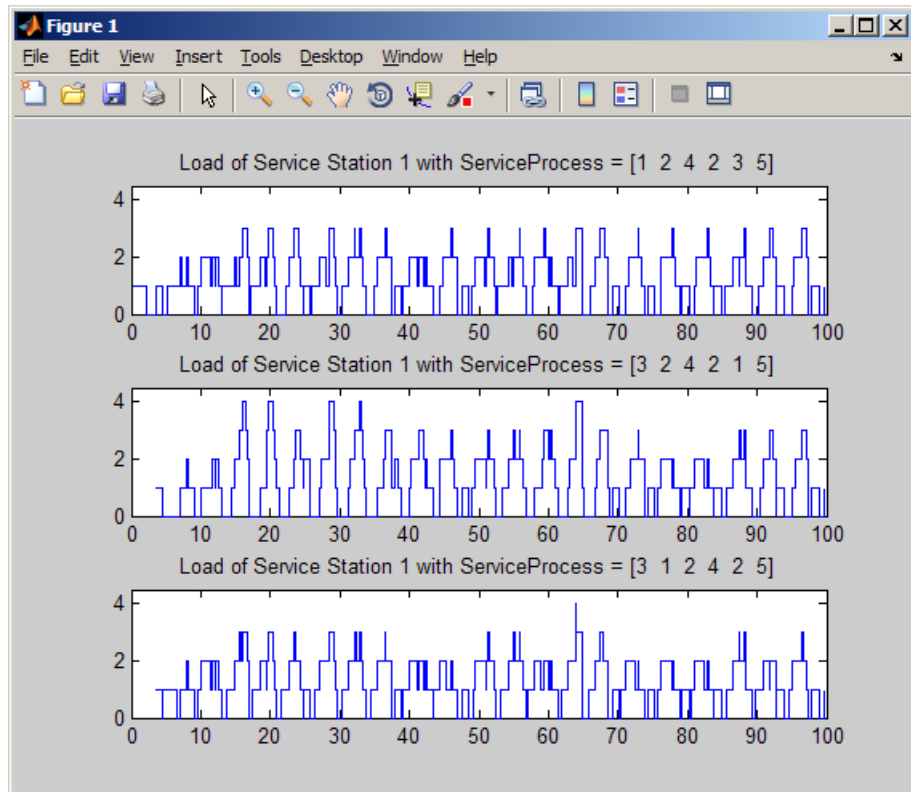 Figure 1
File Edit View Insert Tools Desktop Window Help
Load of Service Station 1 with ServiceProcess = [1 2 4 2 3 5]
4
2
0
0 10 20 30 40 50 60 70 80 90 100
Load of Service Station 1 with ServiceProcess = [3 2 4 2 1 5]
4
2
0
0 10 20 30 40 50 60 70 80 90 100
Load of Service Station 1 with ServiceProcess = [3 1 2 4 2 5]
4
2
0
0 10 20 30 40 50 60 70 80 90 100